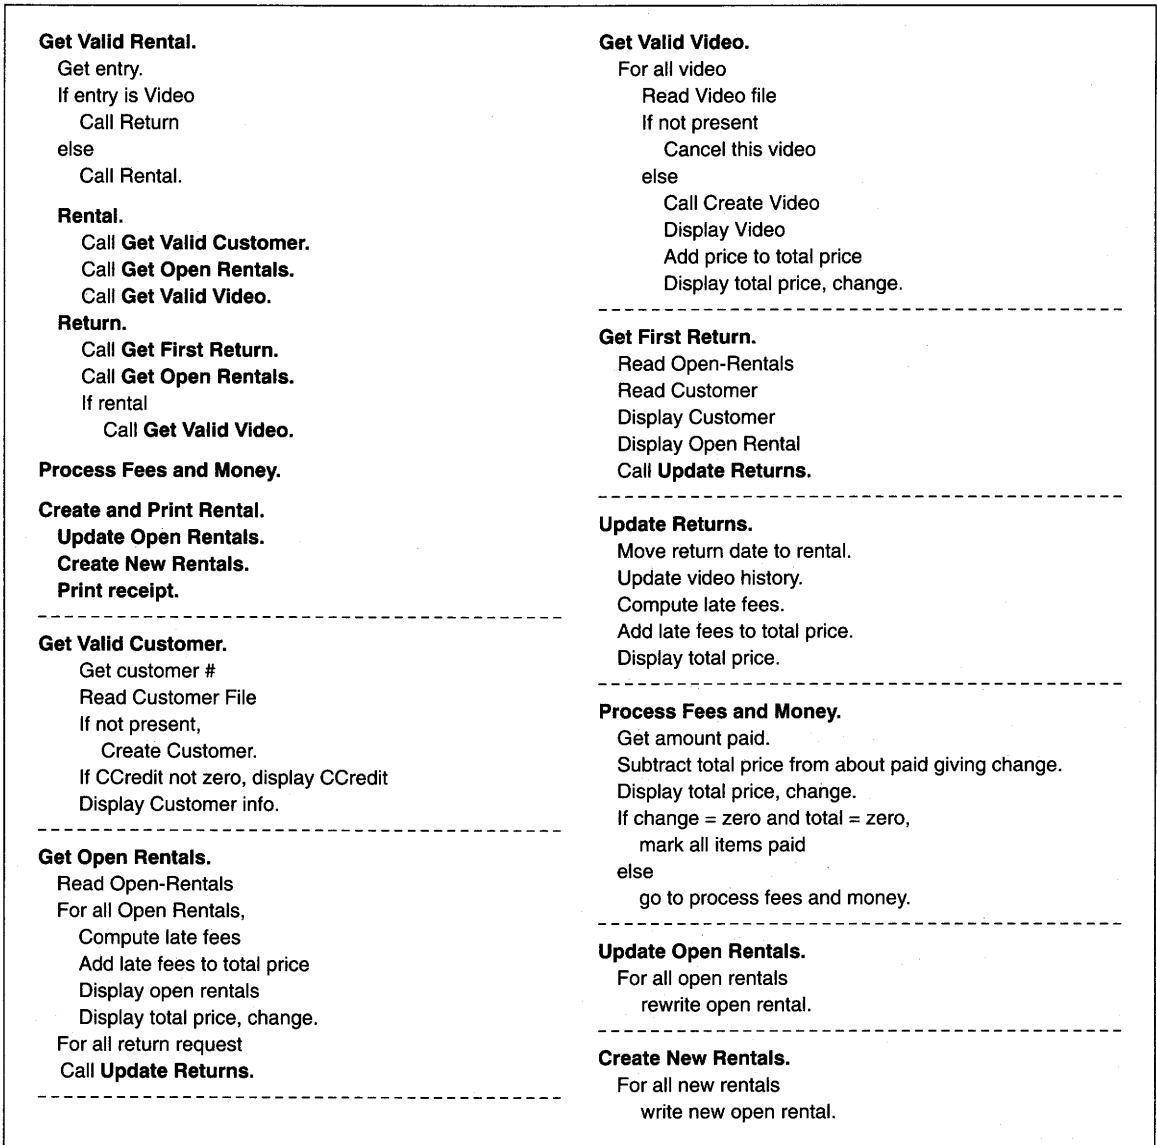 Get Valid Rental.
Get entry.
If entry is Video
Call Return
else
Call Rental.
Rental.
Call Get Valid Customer.
Call Get Open Rentals.
Call Get Valid Video.
Return.
Call Get First Return.
Call Get Open Rentals.
If rental
Call Get Valid Video.
Process Fees and Money.
Create and Print Rental.
Update Open Rentals.
Create New Rentals.
Print receipt.
Get Valid Customer.
Get customer #
Read Customer File
If not present,
Create Customer.
If CCredit not zero, display CCredit
Display Customer info.
Get Open Rentals.
Read Open-Rentals
For all Open Rentals,
Compute late fees
Add late fees to total price
Display open rentals
Display total price, change.
For all return request
Call Update Returns.
Get Valid Video.
For all video
Read Video file
If not present
Cancel this video
else
Call Create Video
Display Video
Add price to total price
Display total price, change.
Get First Return.
Read Open-Rentals
Read Customer
Display Customer
Display Open Rental
Call Update Returns.
Update Returns.
Move return date to rental.
Update video history.
Compute late fees.
Add late fees to total price.
Display total price.
Process Fees and Money.
Get amount paid.
Subtract total price from about paid giving change.
Display total price, change.
If change = zero and total = zero,
mark all items paid
else
go to process fees and money.
Update Open Rentals.
For all open rentals
rewrite open rental.
Create New Rentals.
For all new rentals
write new open rental.